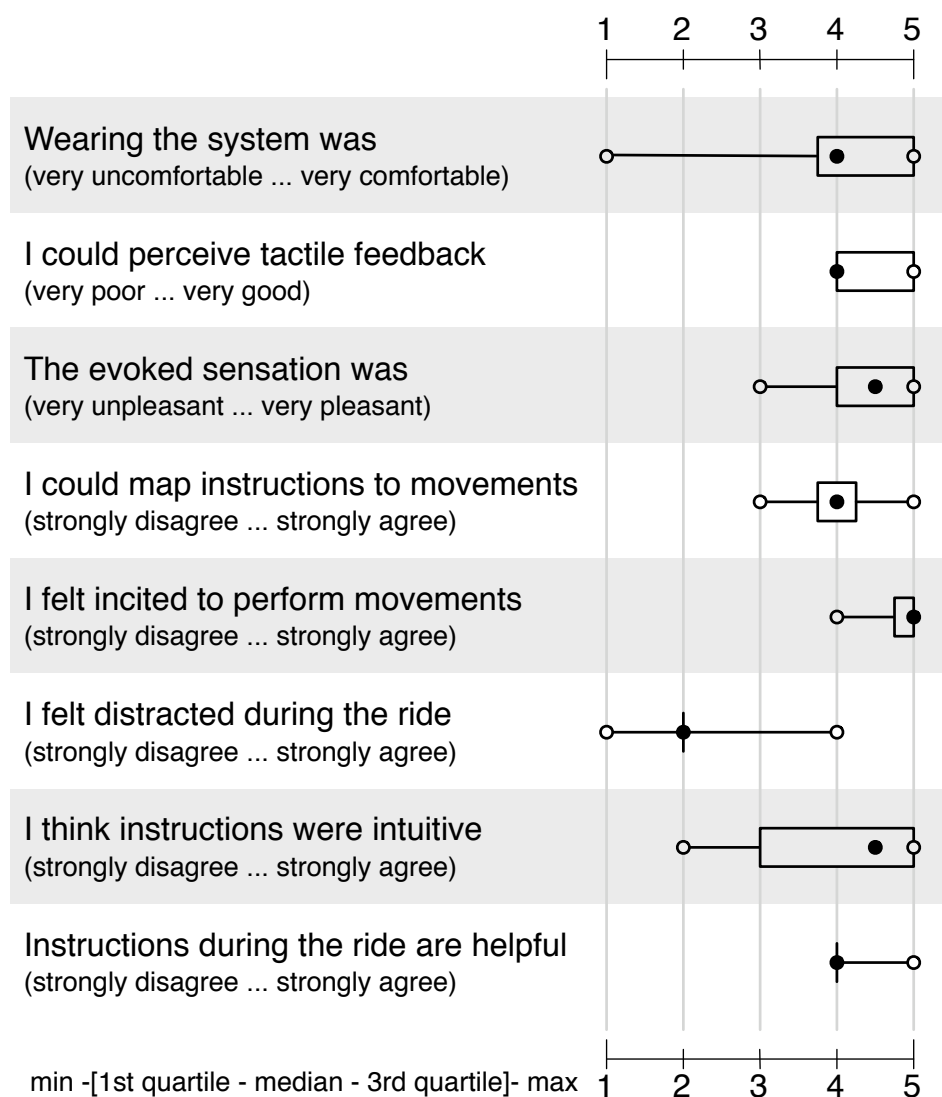 1 2 3 4 5
Wearing the system was
(very uncomfortable ... very comfortable)
I could perceive tactile feedback
(very poor ... very good)
The evoked sensation was
(very unpleasant ... very pleasant)
I could map instructions to movements
(strongly disagree ... strongly agree)
I felt incited to perform movements
(strongly disagree ... strongly agree)
I felt distracted during the ride
(strongly disagree ... strongly agree)
I think instructions were intuitive
(strongly disagree ... strongly agree)
Instructions during the ride are helpful
(strongly disagree ... strongly agree)
min -[1st quartile - median - 3rd quartile]- max 1 2 3 4 5